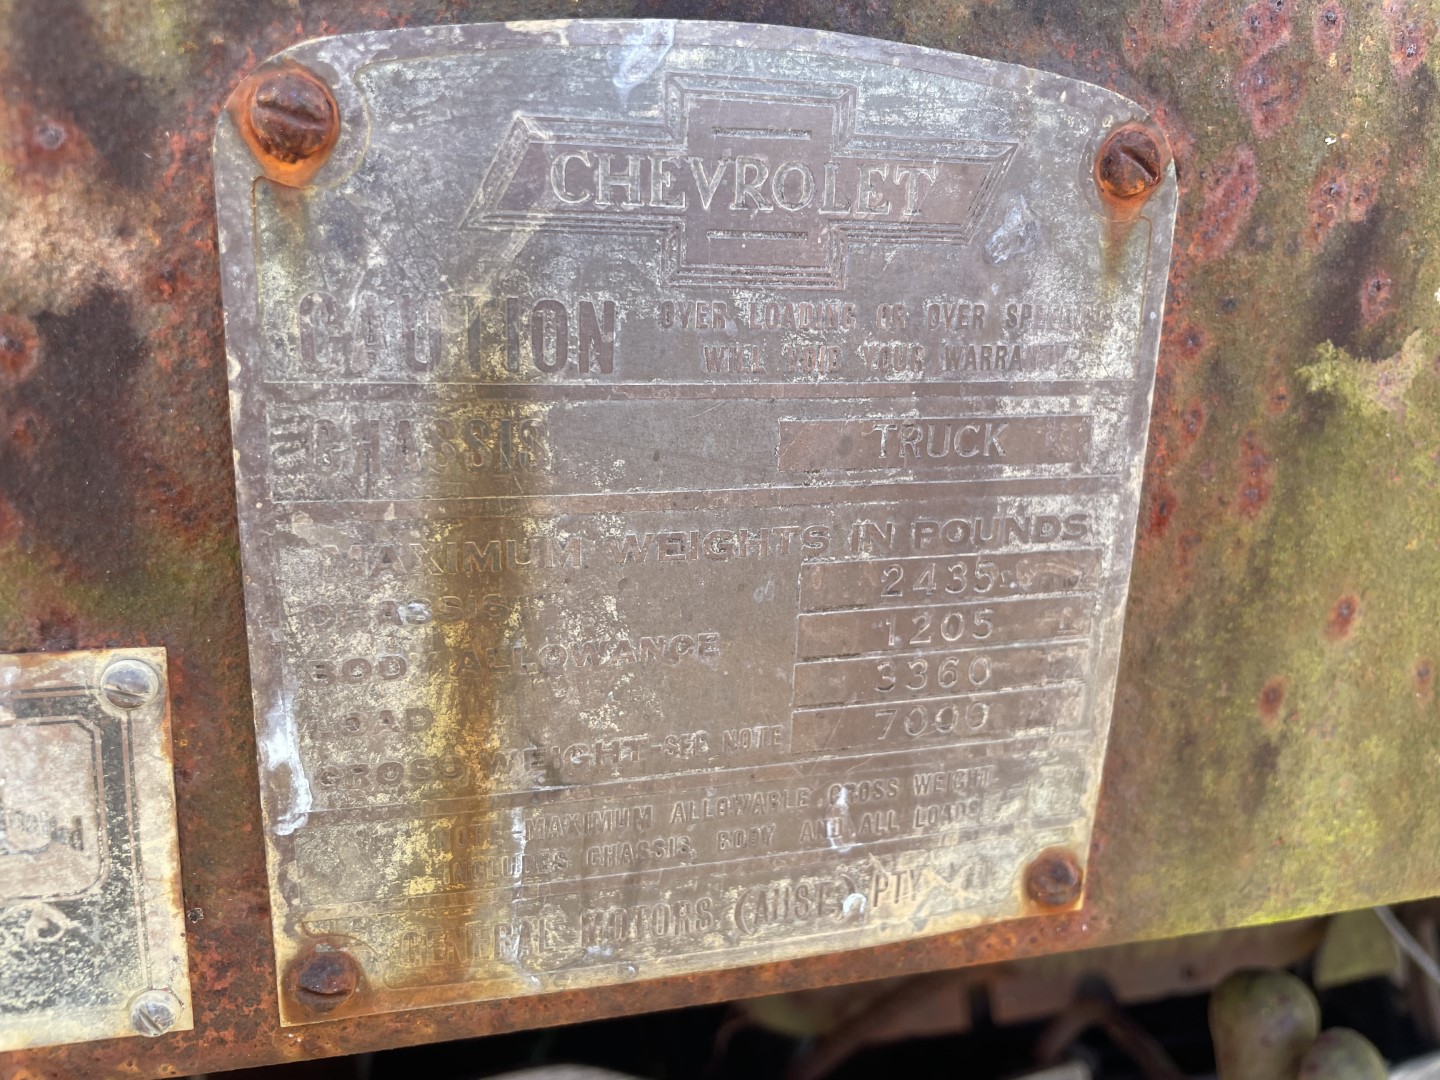 CHEVROLET
CAUTION
OVER LOADING OR OVER SPEEDING
WILL VOID YOUR WARRANTY
CHASSIS TRUCK
MAXIMUM WEIGHTS IN POUNDS
CHASSIS 2435
BODY ALLOWANCE 1205
LOAD 3360
GROSS WEIGHT-SEE NOTE 7000
NOTE-MAXIMUM ALLOWABLE GROSS WEIGHT
INCLUDES CHASSIS, BODY AND ALL LOADS
GENERAL MOTORS (AUST) PTY